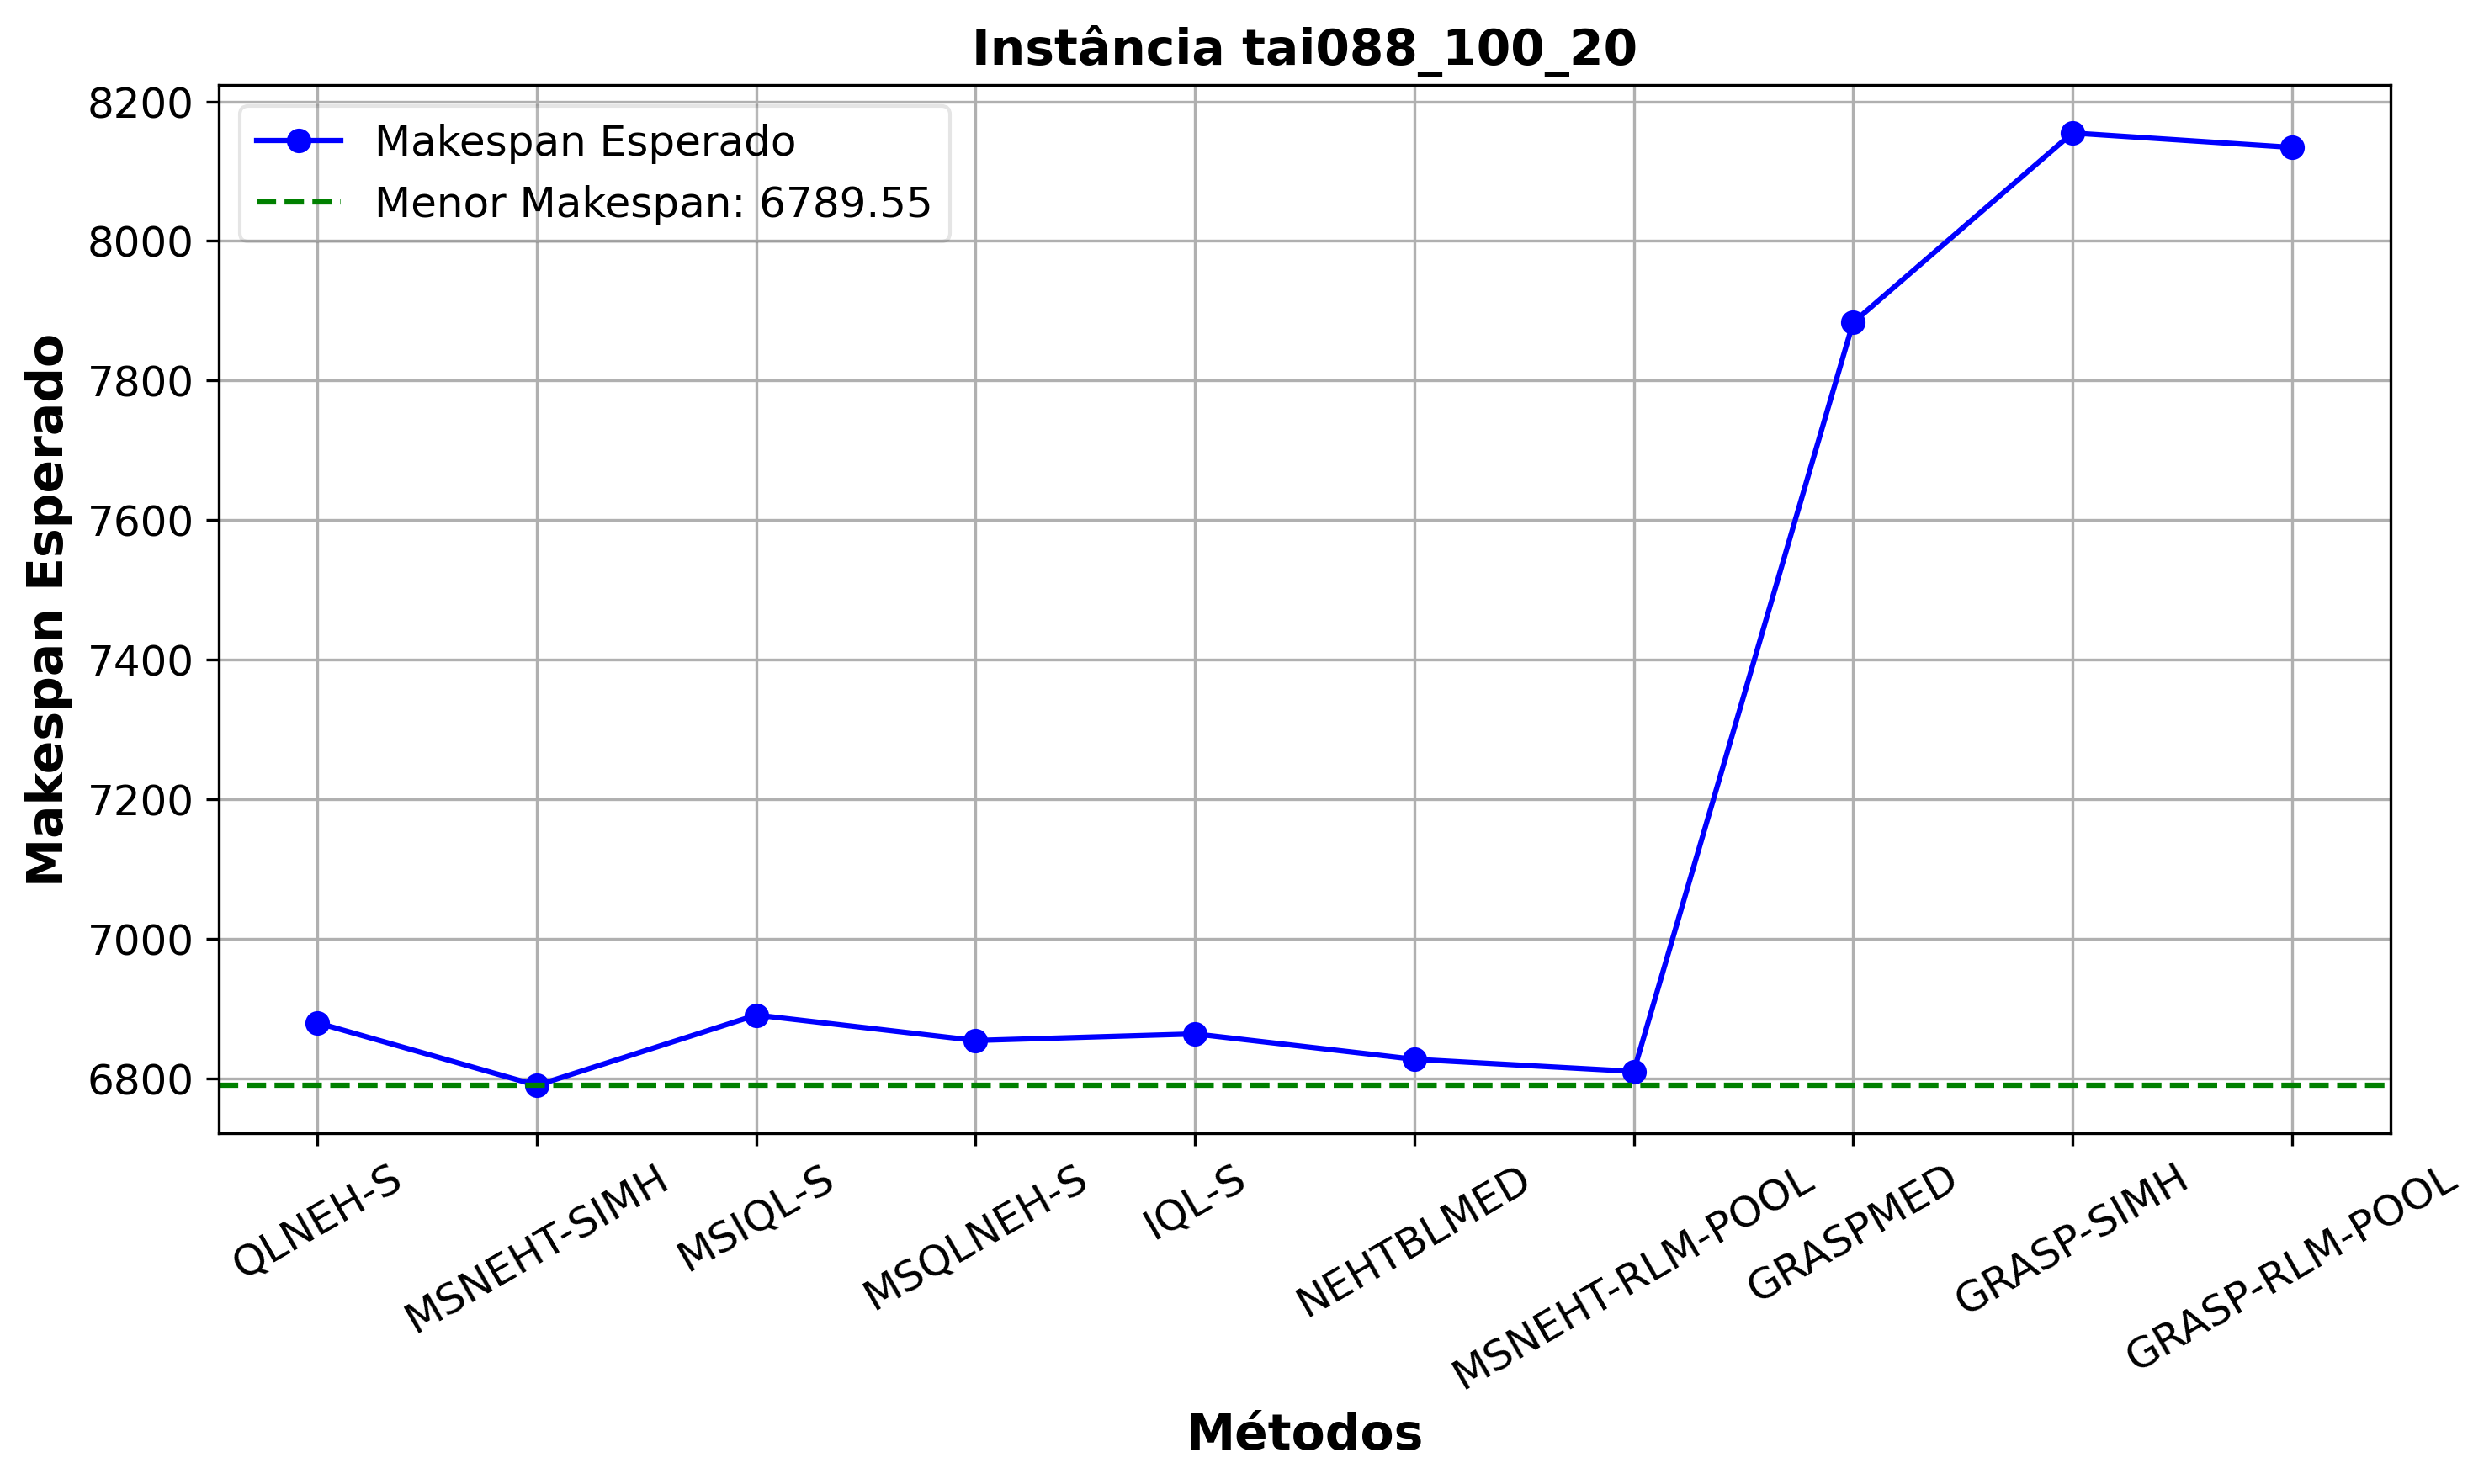 Instância tai088_100_20
Makespan Esperado
Menor Makespan: 6789.55
Makespan Esperado
8200
8000
7800
7600
7400
7200
7000
6800
QLNEH-S
MSNEHT-SIMH
MSIQL-S
MSQLNEH-S
IQL-S
NEHTBLMED
MSNEHT-RLM-POOL
GRASPMED
GRASP-SIMH
GRASP-RLM-POOL
Métodos